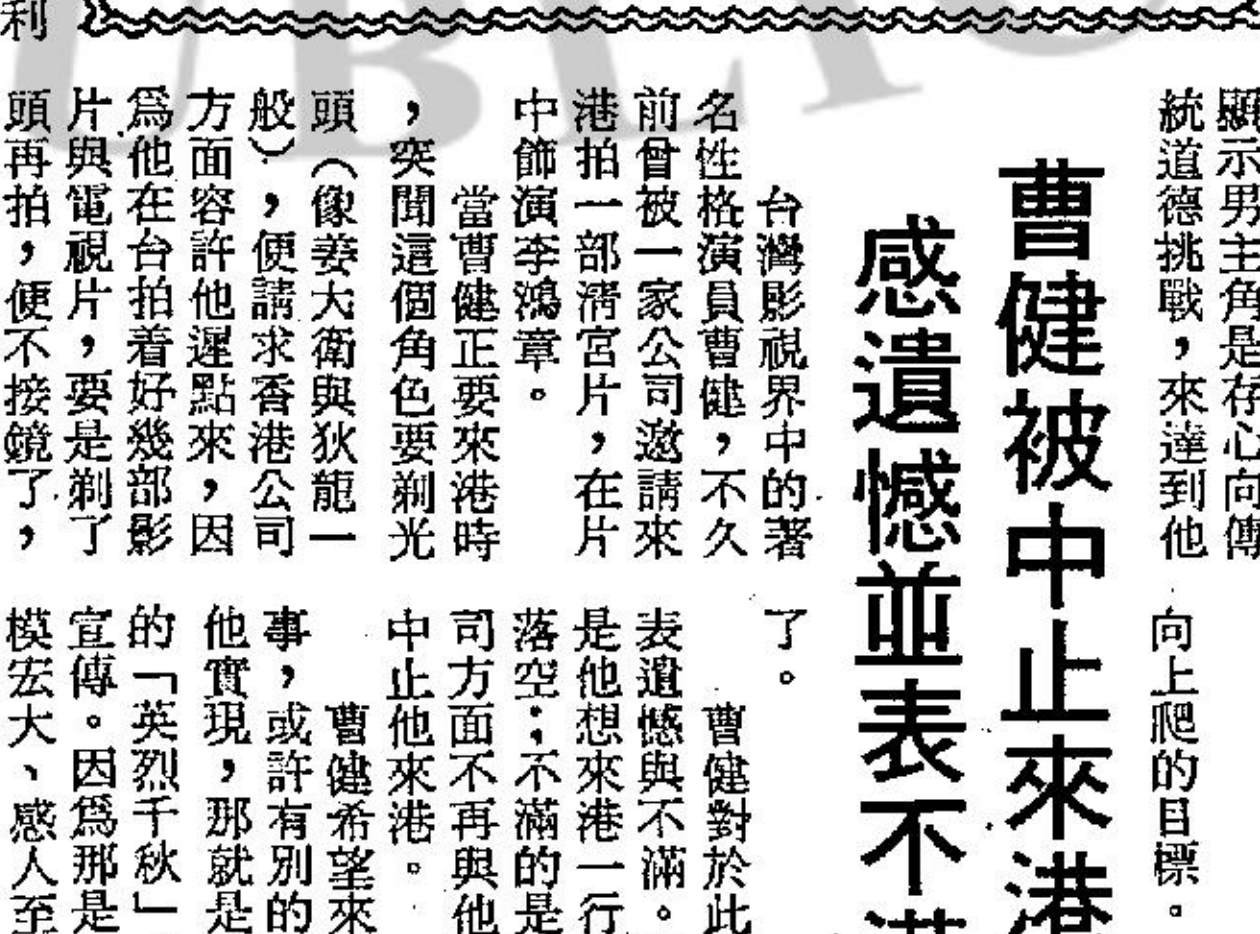 利
顯示男主角是存心向傳
統道德挑戰，來達到他
向上爬的目標。
曹健被中止來港
感遺憾並表不滿
台灣影視界中的著
名性格演員曹健，不久
前曾被一家公司邀請來
港拍一部淸宮片，在片
中飾演李鴻章。
當曹健正要來港時
，突聞這個角色要剃光
頭（像姜大衛與狄龍一
般），便請求香港公司
方面容許他遲點來，因
爲他在台拍着好幾部影
片與電視片，要是剃了
頭再拍，便不接鏡了，
了。
曹健對於此
表遺憾與不滿。
是他想來港一行
落空；不滿的是
司方面不再與他
中止他來港。
曹健希望來
事，或許有別的
他實現，那就是
的「英烈千秋」
宣傳。因爲那是
模宏大、感人至
UBLIC